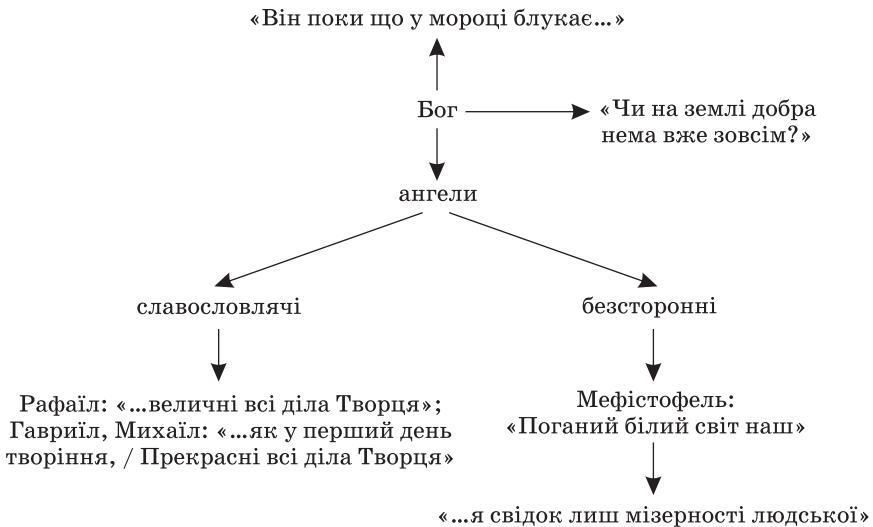 «Він поки що у мороці блукає...»
Бог
«Чи на землі добра
нема вже зовсім?»
ангели
славословлячі
безсторонні
Рафаїл: «...величні всі діла Творця»;
Гавриїл, Михаїл: «...як у перший день
творіння, / Прекрасні всі діла Творця»
Мефістофель:
«Поганий білий світ наш»
«...я свідок лиш мізерності людської»